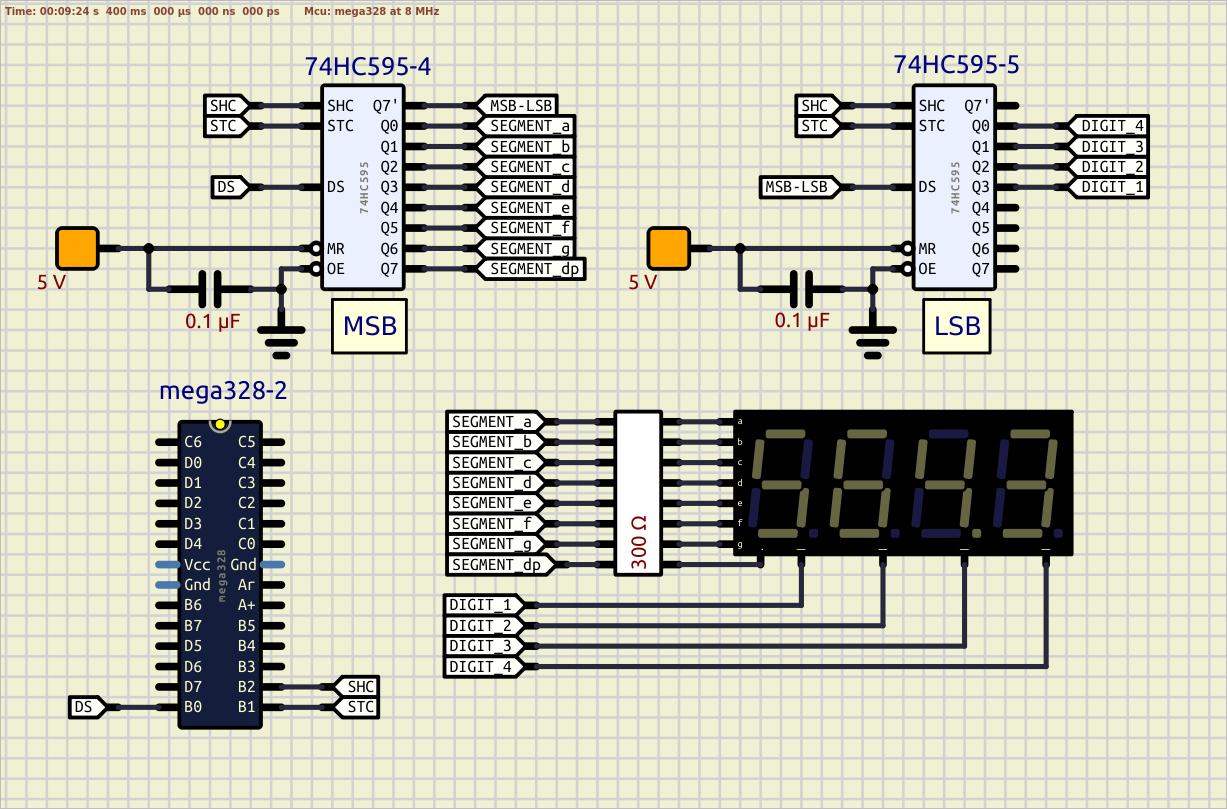 Time: 00:09:24 s  400 ms  000 µs  000 ns  000 ps    Mcu: mega328 at 8 MHz
74HC595-4
SHC
STC
DS
SHC
STC
DS
MR
OE
74HC595
Q7'
Q0
Q1
Q2
Q3
Q4
Q5
Q6
Q7
MSB-LSB
SEGMENT_a
SEGMENT_b
SEGMENT_c
SEGMENT_d
SEGMENT_e
SEGMENT_f
SEGMENT_g
SEGMENT_dp
5 V
0.1 µF
MSB
74HC595-5
SHC
STC
MSB-LSB
SHC
STC
DS
MR
OE
74HC595
Q7'
Q0
Q1
Q2
Q3
Q4
Q5
Q6
Q7
DIGIT_4
DIGIT_3
DIGIT_2
DIGIT_1
5 V
0.1 µF
LSB
mega328-2
C6
D0
D1
D2
D3
D4
Vcc
Gnd
B6
B7
D5
D6
D7
B0
mega328
C5
C4
C3
C2
C1
C0
Gnd
Ar
A+
B5
B4
B3
B2
B1
DS
SHC
STC
SEGMENT_a
SEGMENT_b
SEGMENT_c
SEGMENT_d
SEGMENT_e
SEGMENT_f
SEGMENT_g
SEGMENT_dp
300 Ω
a
b
c
d
e
f
g
DIGIT_1
DIGIT_2
DIGIT_3
DIGIT_4